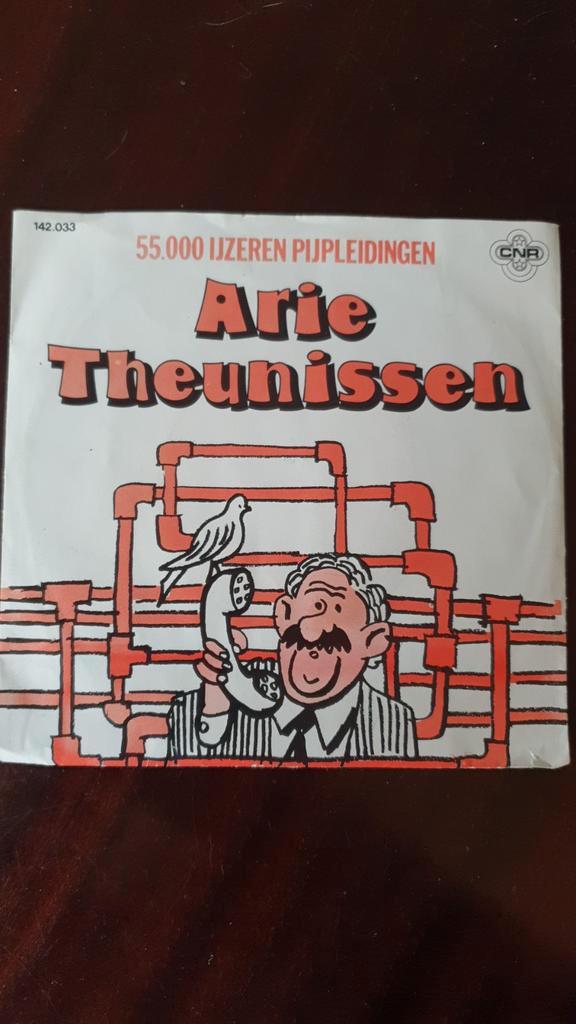 142.033
55.000 IJZEREN PIJPLEIDINGEN
CNR
Arie
Theunissen